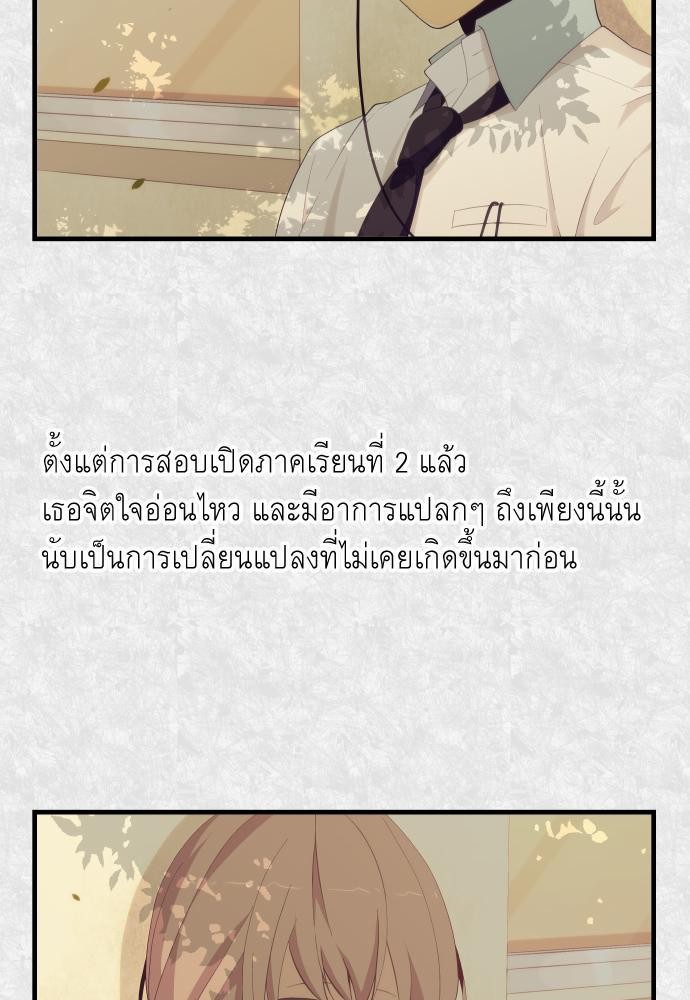 ตั้งแต่การสอบเปิดภาคเรียนที่ 2 แล้ว
เธอจิตใจอ่อนไหว และมีอาการแปลกๆ ถึงเพียงนี้นั้น
นับเป็นการเปลี่ยนแปลงที่ไม่เคยเกิดขึ้นมาก่อน